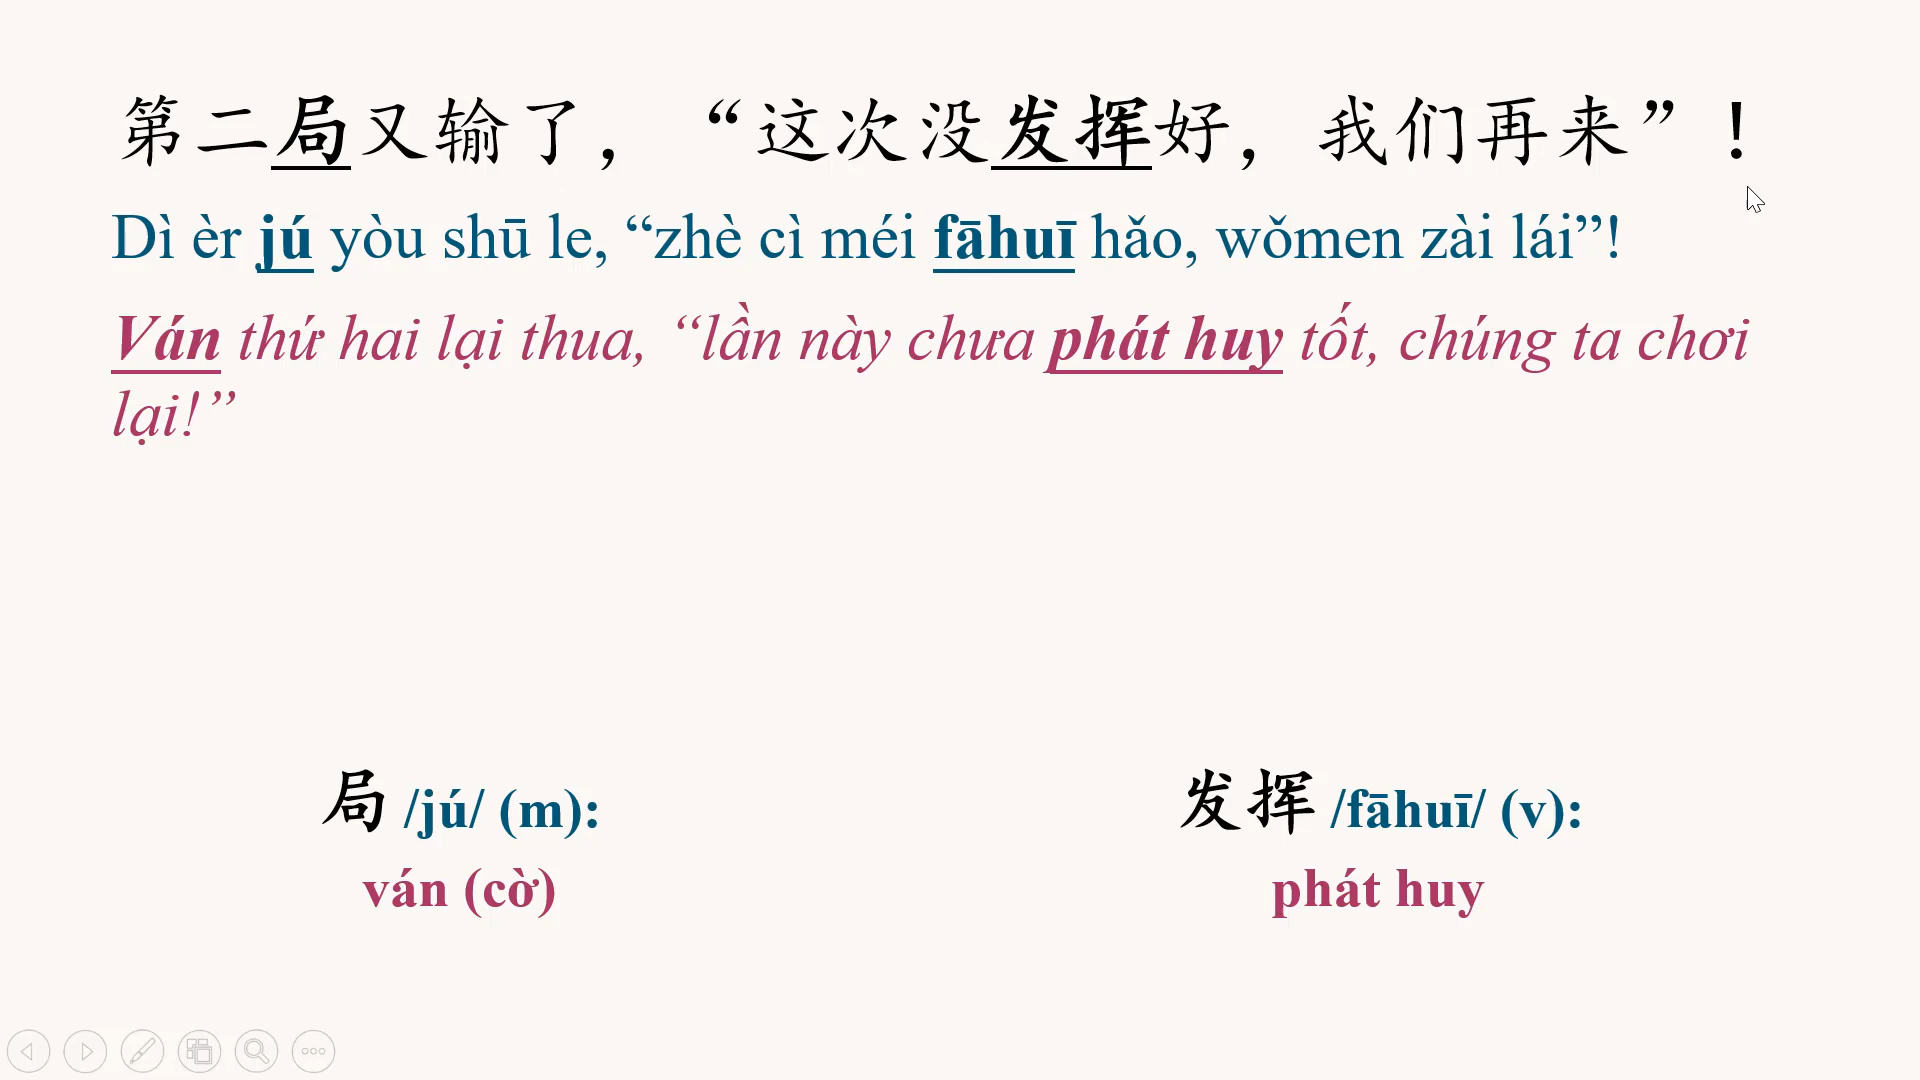 第二局又输了，“这次没发挥好，我们再来”！
Dì èr jú yòu shū le, “zhè cì méi fāhuī hǎo, wǒmen zài lái”!
Ván thứ hai lại thua, “lần này chưa phát huy tốt, chúng ta chơi
lại!”
局 /jú/ (m):
ván (cờ)
发挥 /fāhuī/ (v):
phát huy